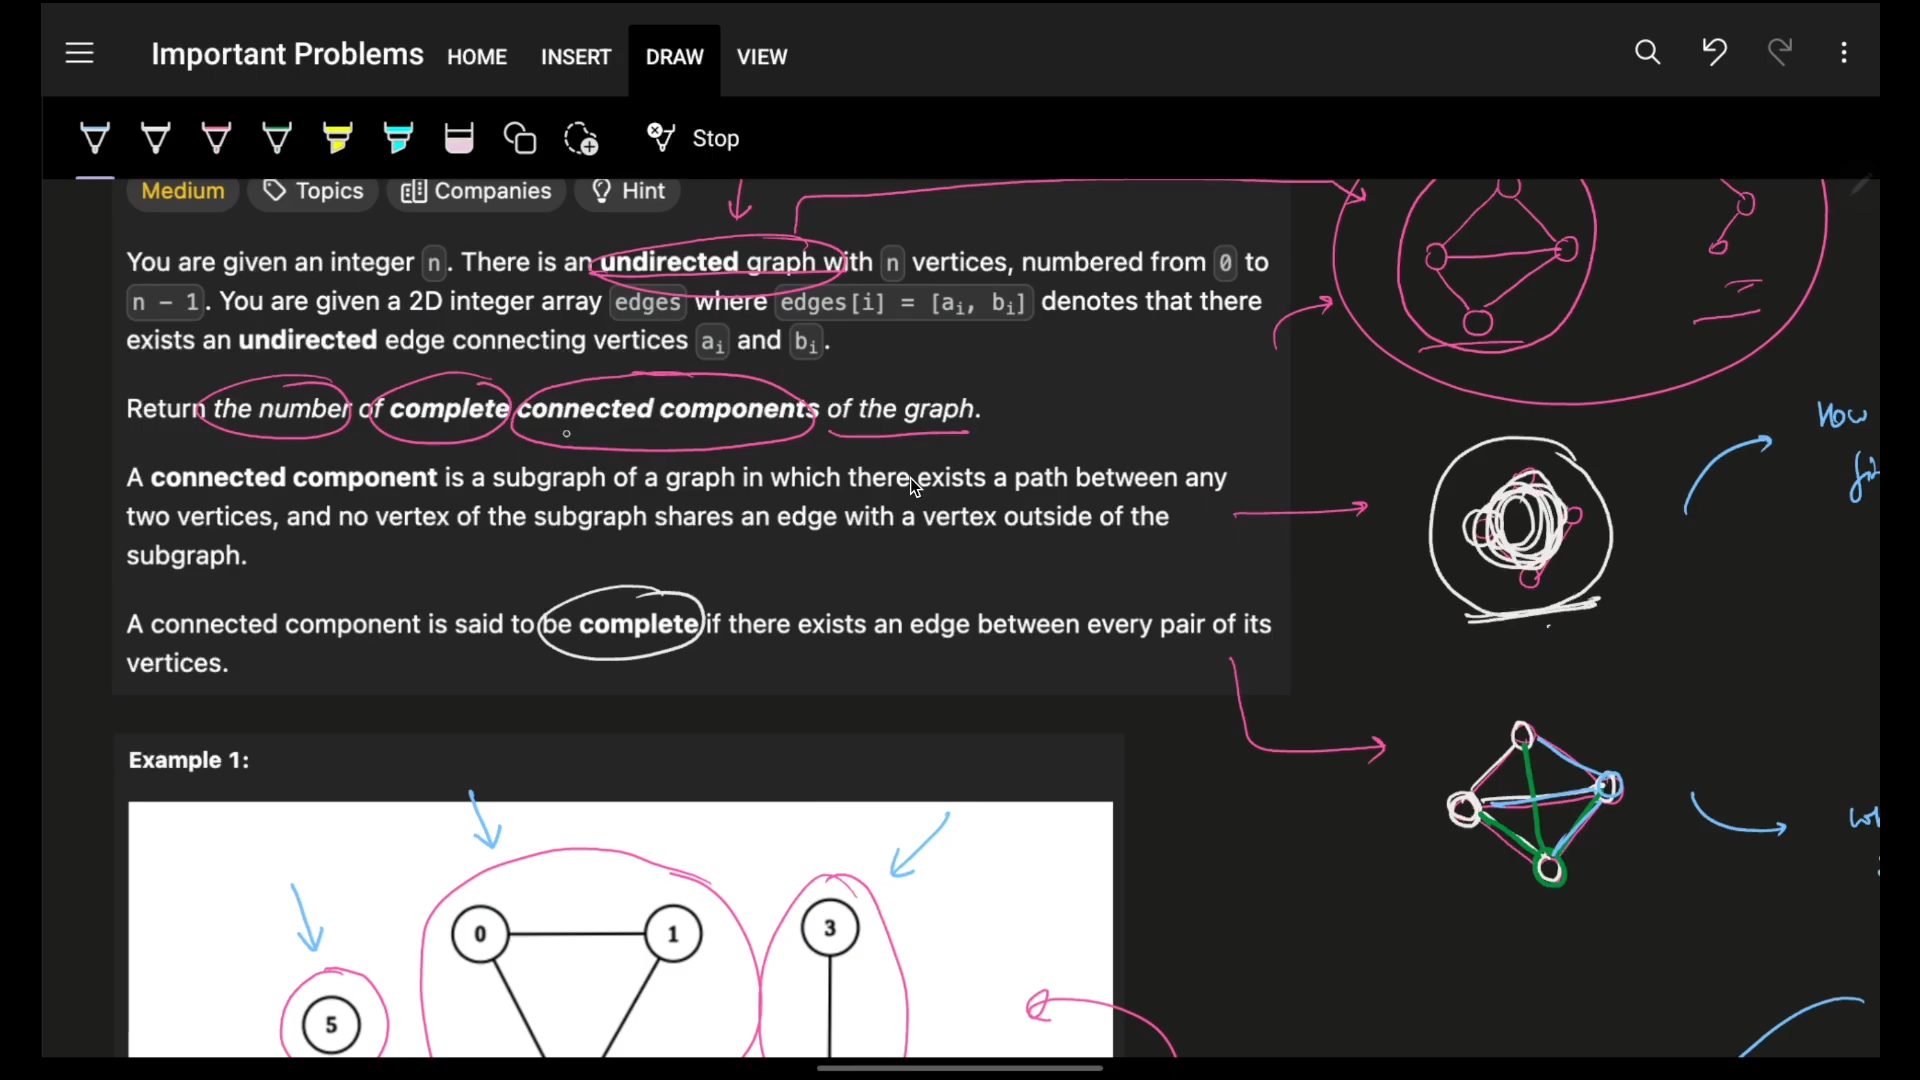 Important Problems HOME INSERT DRAW VIEW
Stop
Medium Topics Companies Hint
You are given an integer n. There is an undirected graph with n vertices, numbered from 0 to
n - 1. You are given a 2D integer array edges where edges[i] = [aᵢ, bᵢ] denotes that there
exists an undirected edge connecting vertices aᵢ and bᵢ.
Return the number of complete connected components of the graph.
How
A connected component is a subgraph of a graph in which there exists a path between any
two vertices, and no vertex of the subgraph shares an edge with a vertex outside of the
subgraph.
A connected component is said to be complete if there exists an edge between every pair of its
vertices.
Example 1:
0 1 3
5